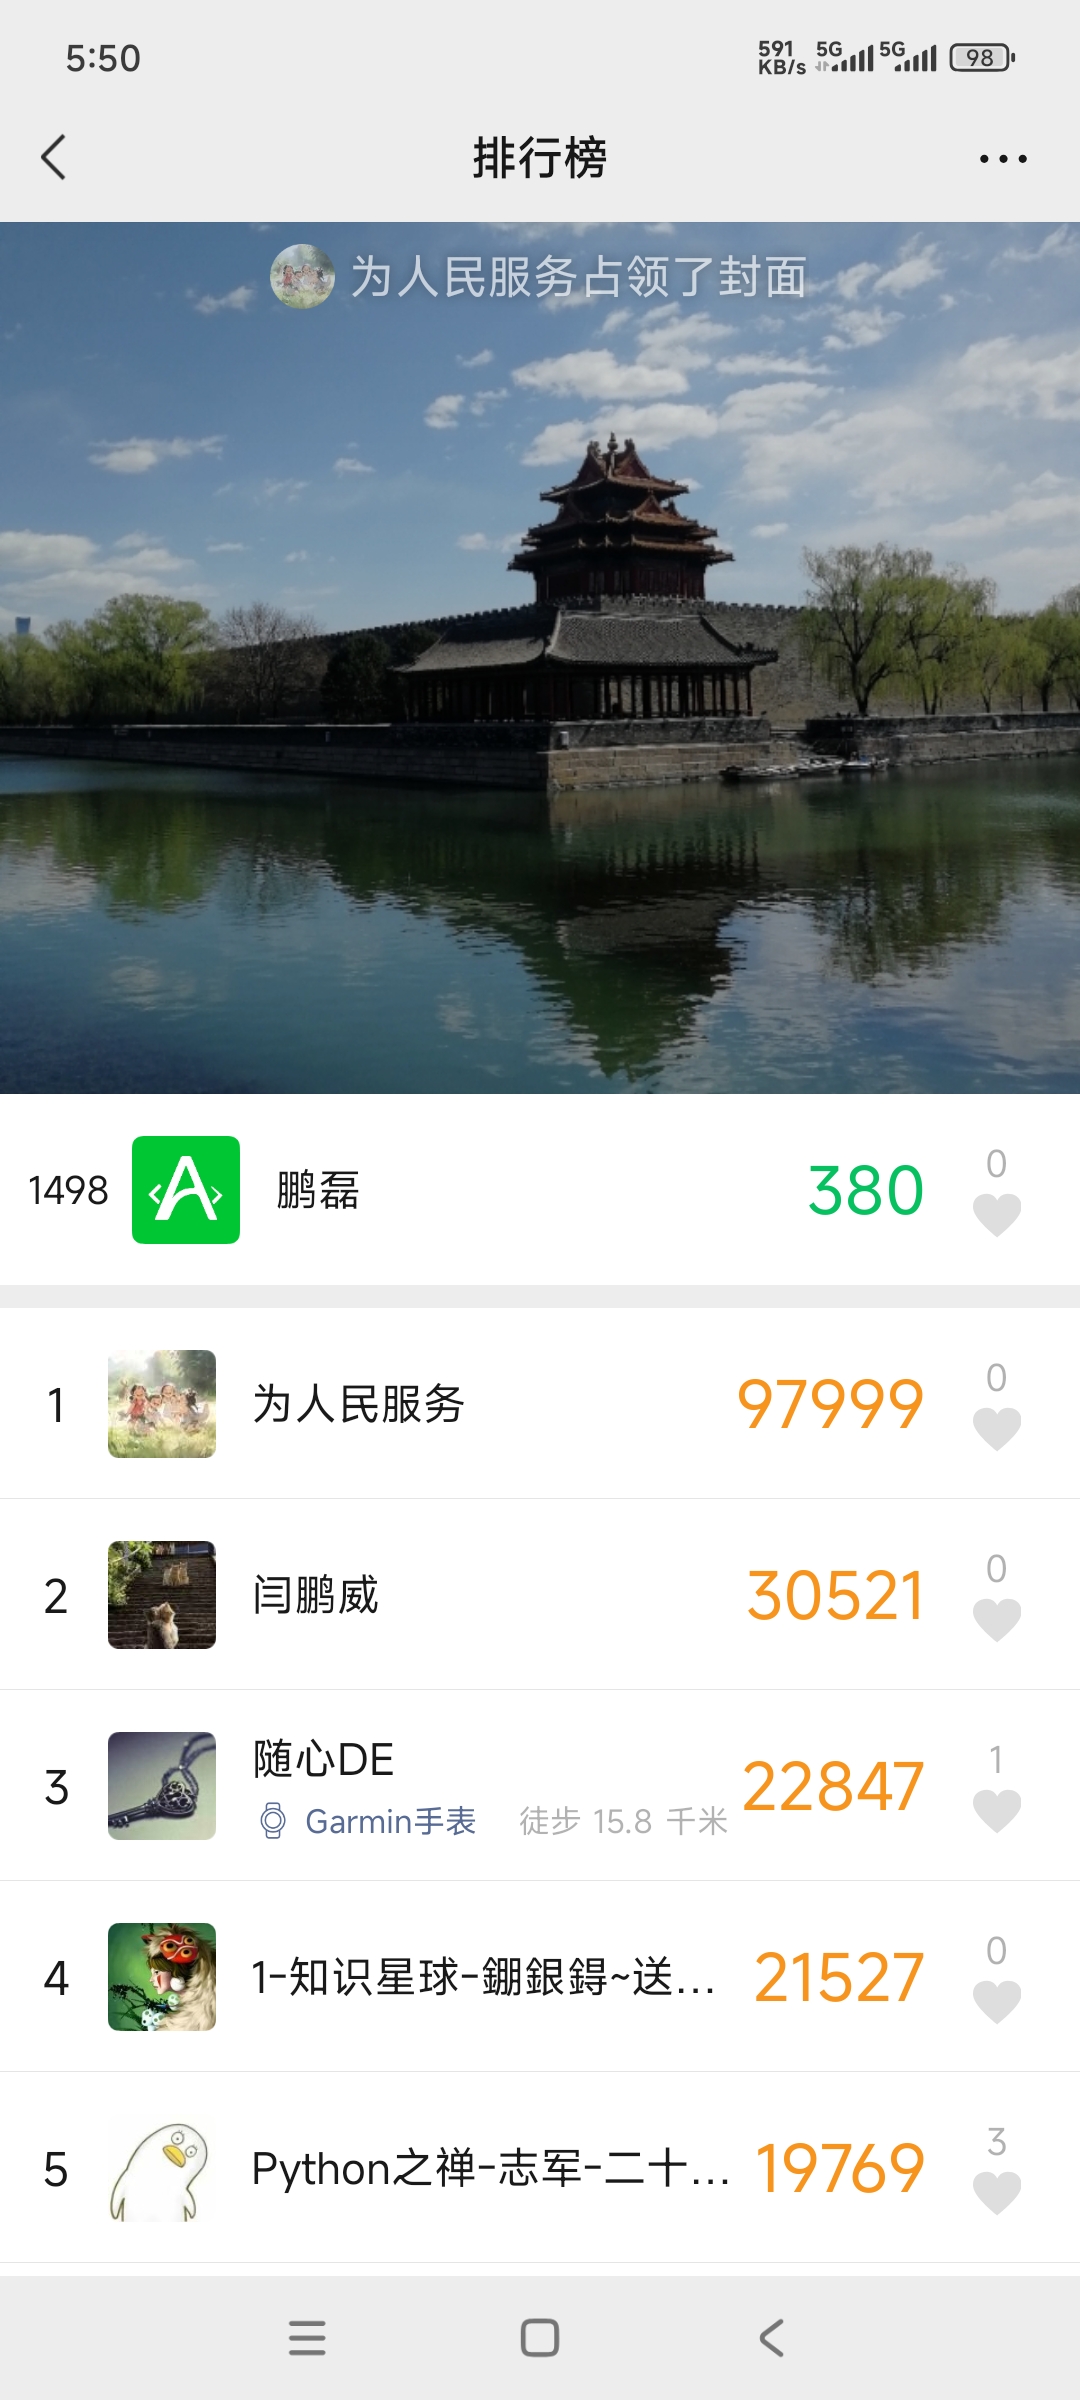 5:50
591 KB/s 5G 5G 98
排行榜
为人民服务占领了封面
1498 鹏磊 380 0
1 为人民服务 97999 0
2 闫鹏威 30521 0
3 随心DE 22847 1
Garmin手表 徒步 15.8 千米
4 1-知识星球-鎁銀鍀~送... 21527 0
5 Python之禅-志军-二十... 19769 3